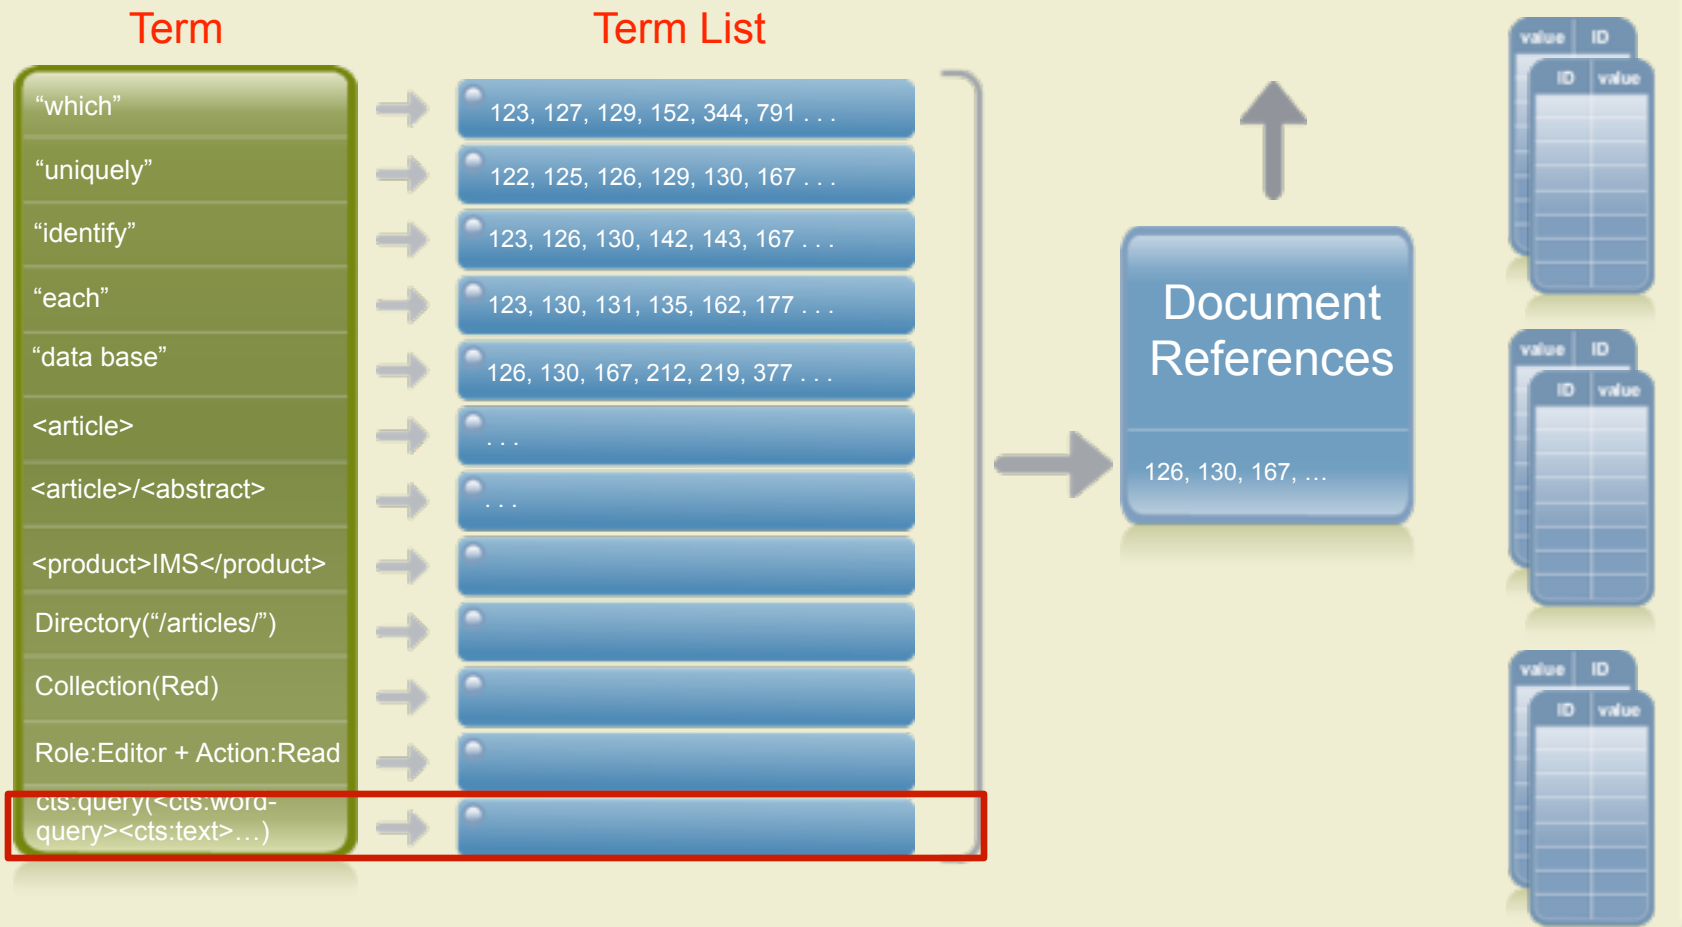 Term
Term List
“which”
123, 127, 129, 152, 344, 791 . . .
“uniquely”
122, 125, 126, 129, 130, 167 . . .
“identify”
123, 126, 130, 142, 143, 167 . . .
“each”
123, 130, 131, 135, 162, 177 . . .
“data base”
126, 130, 167, 212, 219, 377 . . .
<article>
. . .
<article>/<abstract>
. . .
<product>IMS</product>
Directory(“/articles/”)
Collection(Red)
Role:Editor + Action:Read
cts:query(<cts:word-
query><cts:text>…)
Document
References
126, 130, 167, …
value ID
ID value
value ID
ID value
value ID
ID value